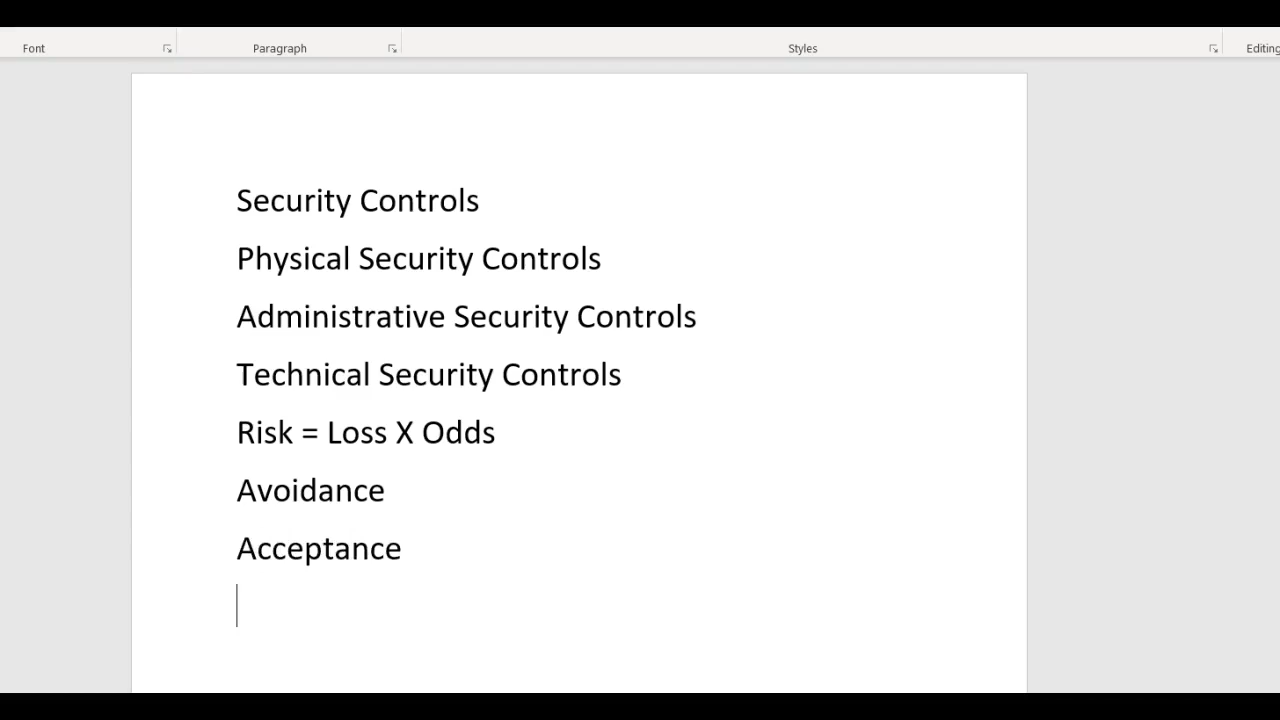 Font Paragraph Styles Editing
Security Controls
Physical Security Controls
Administrative Security Controls
Technical Security Controls
Risk = Loss X Odds
Avoidance
Acceptance